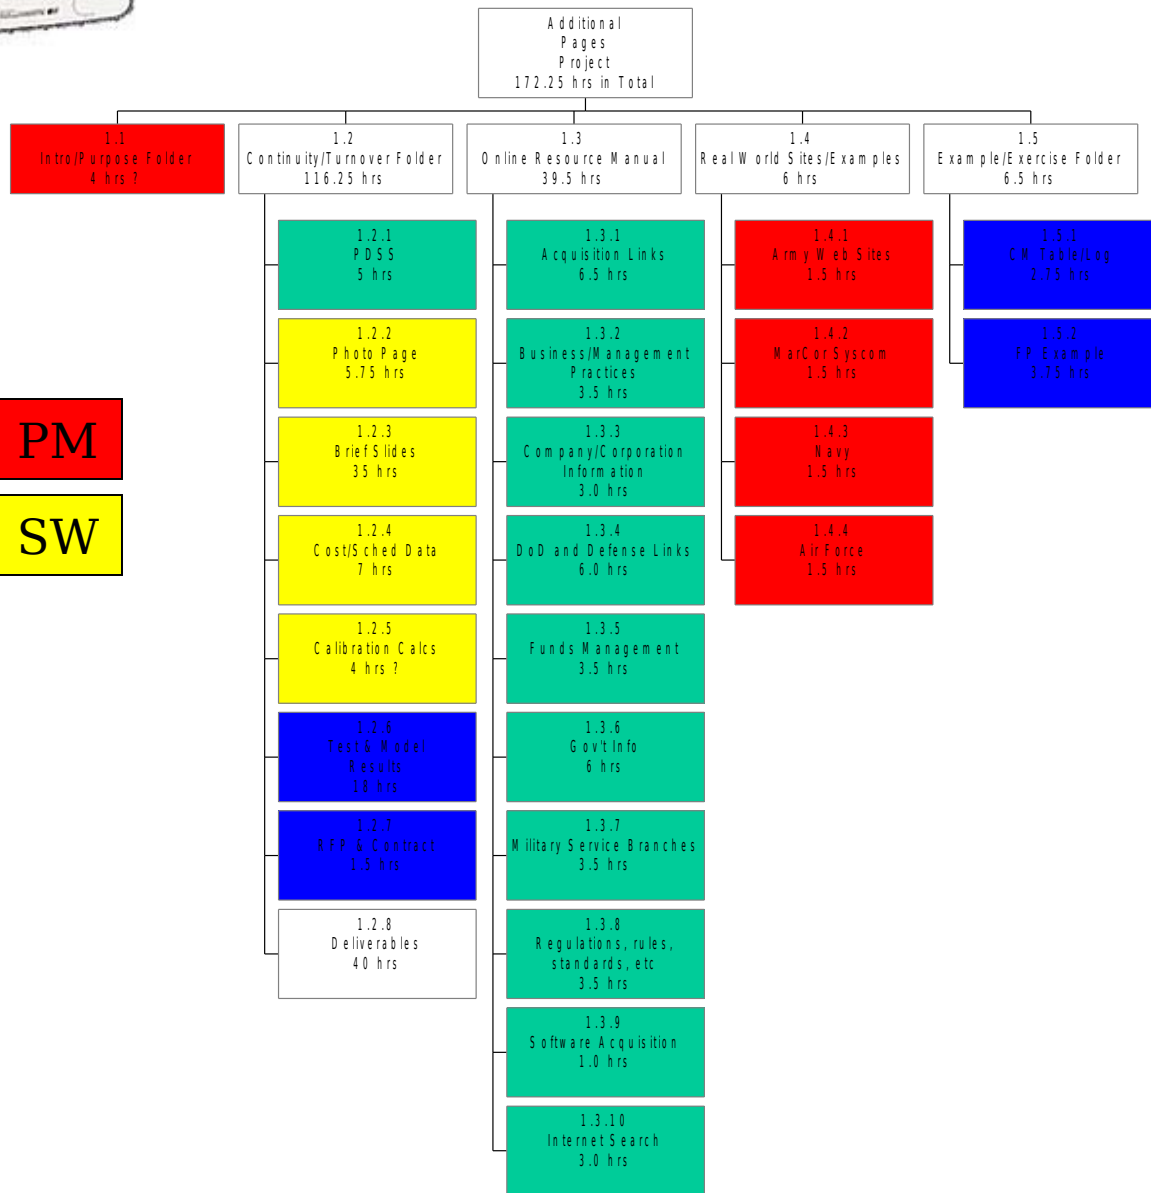 Additional
Pages
Project
172.25 hrs in Total
1.1
Intro/Purpose Folder
4 hrs ?
1.2
Continuity/Turnover Folder
116.25 hrs
1.3
Online Resource Manual
39.5 hrs
1.4
Real World Sites/Examples
6 hrs
1.5
Example/Exercise Folder
6.5 hrs
1.2.1
PDSS
5 hrs
1.2.2
Photo Page
5.75 hrs
1.2.3
Brief Slides
35 hrs
1.2.4
Cost/Sched Data
7 hrs
1.2.5
Calibration Calcs
4 hrs ?
1.2.6
Test & Model
Results
18 hrs
1.2.7
RFP & Contract
1.5 hrs
1.2.8
Deliverables
40 hrs
1.3.1
Acquisition Links
6.5 hrs
1.3.2
Business/Management
Practices
3.5 hrs
1.3.3
Company/Corporation
Information
3.0 hrs
1.3.4
DoD and Defense Links
6.0 hrs
1.3.5
Funds Management
3.5 hrs
1.3.6
Gov't Info
6 hrs
1.3.7
Military Service Branches
3.5 hrs
1.3.8
Regulations, rules,
standards, etc
3.5 hrs
1.3.9
Software Acquisition
1.0 hrs
1.3.10
Internet Search
3.0 hrs
1.4.1
Army Web Sites
1.5 hrs
1.4.2
MarCor Syscom
1.5 hrs
1.4.3
Navy
1.5 hrs
1.4.4
Air Force
1.5 hrs
1.5.1
CM Table/Log
2.75 hrs
1.5.2
FP Example
3.75 hrs
PM
SW